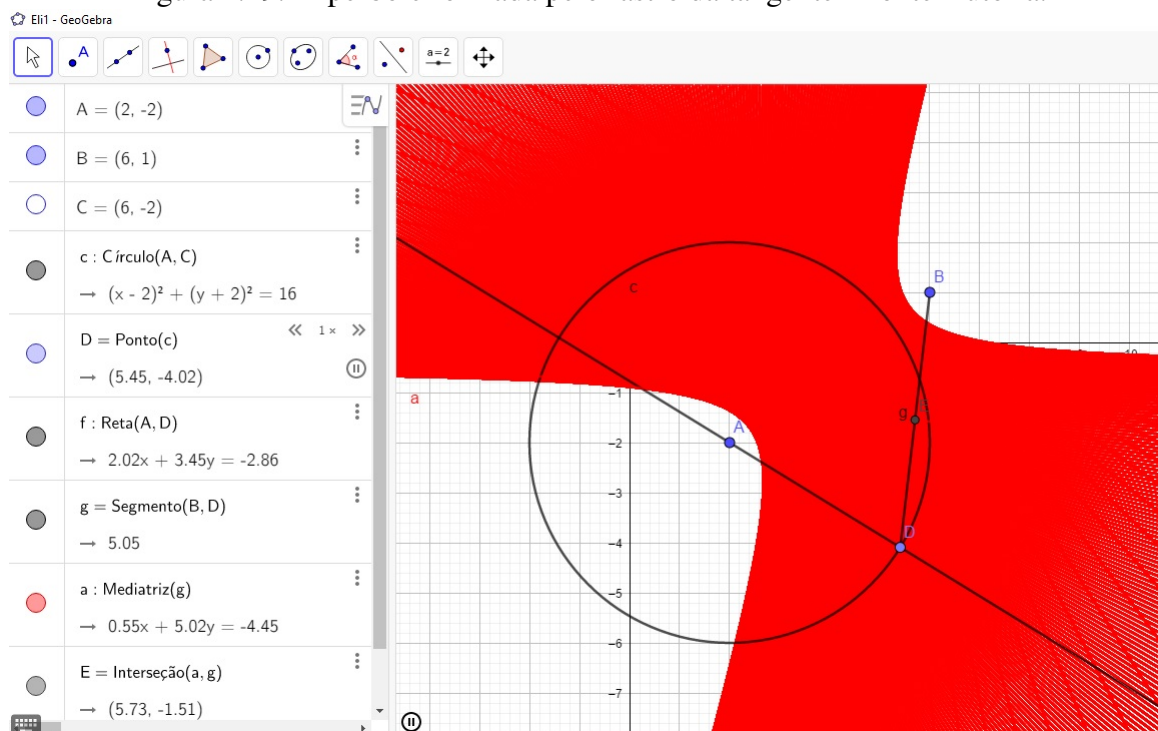 Eli1 - GeoGebra
A
a=2
A = (2, -2)
B = (6, 1)
C = (6, -2)
c : Círculo(A, C)
→ (x - 2)² + (y + 2)² = 16
D = Ponto(c)
1 ×
→ (5.45, -4.02)
f : Reta(A, D)
→ 2.02x + 3.45y = -2.86
g = Segmento(B, D)
→ 5.05
a : Mediatriz(g)
→ 0.55x + 5.02y = -4.45
E = Interseção(a, g)
→ (5.73, -1.51)
B
c
10
a
−1
g
A
−2
−3
D
−4
−5
−6
−7